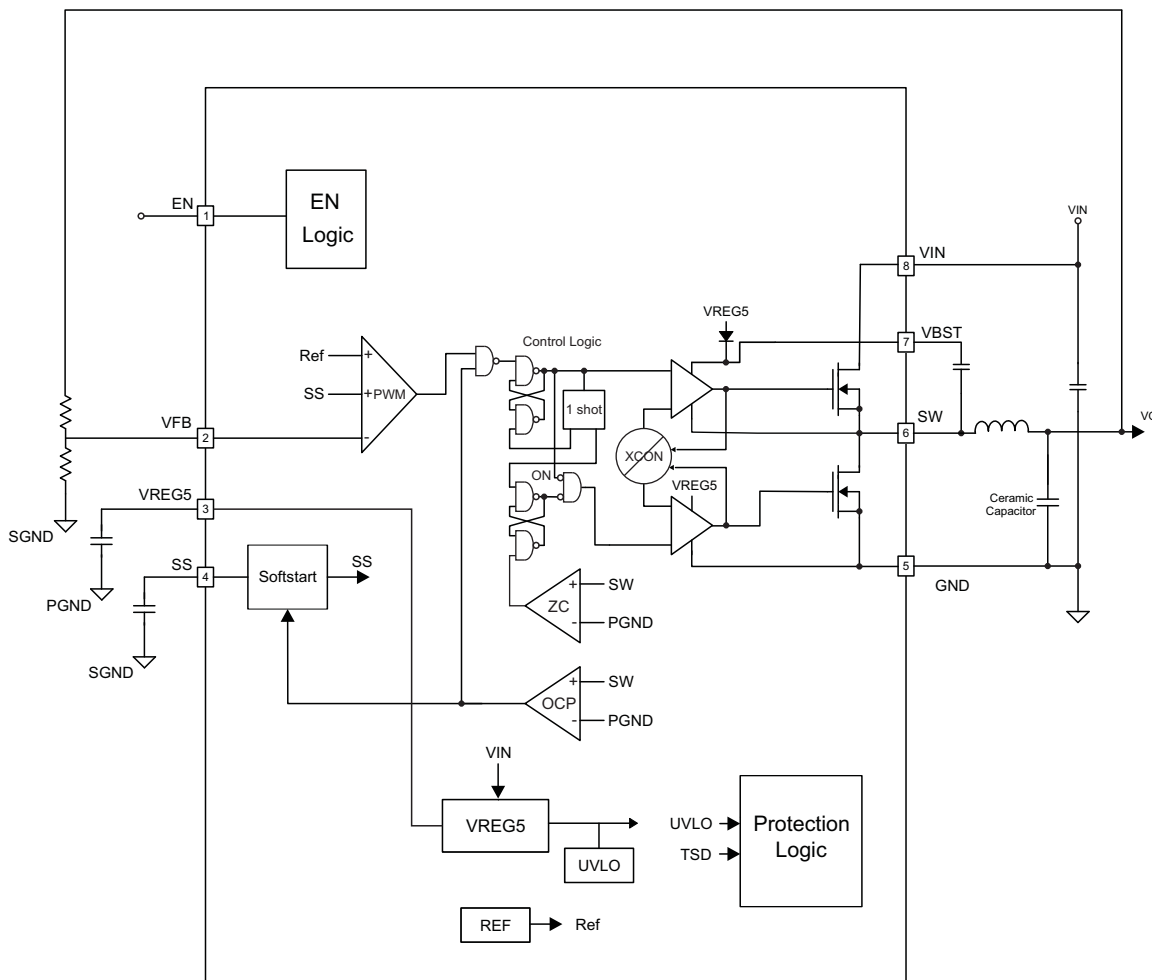 EN
1
EN
Logic
VIN
VIN
8
VREG5
VBST
7
Control Logic
Ref
+
SS
+
PWM
-
1 shot
VFB
2
SW
6
XCON
ON
VREG5
VREG5
3
SGND
Ceramic
Capacitor
SS
4
Softstart
SS
5
GND
PGND
+
SW
ZC
-
PGND
SGND
+
SW
OCP
-
PGND
VIN
VREG5
UVLO
UVLO
TSD
Protection
Logic
REF
Ref